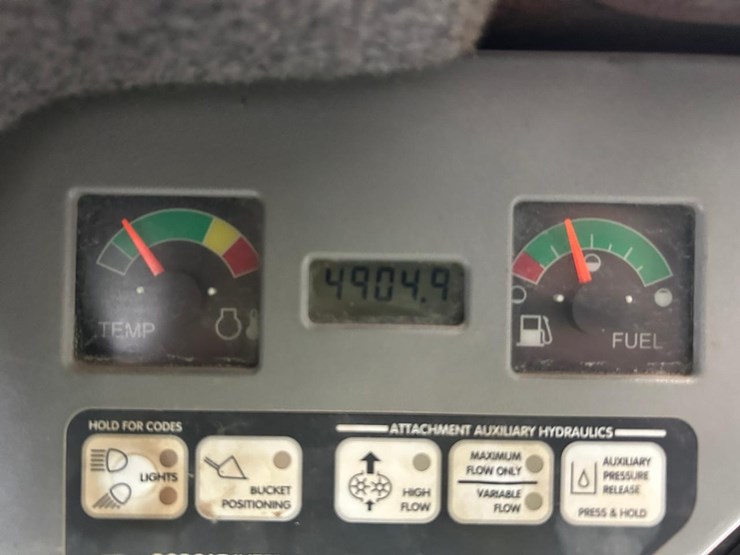 4904.9
TEMP
FUEL
HOLD FOR CODES
ATTACHMENT AUXILIARY HYDRAULICS
LIGHTS
BUCKET
POSITIONING
HIGH
FLOW
MAXIMUM
FLOW ONLY
VARIABLE
FLOW
AUXILIARY
PRESSURE
RELEASE
PRESS & HOLD